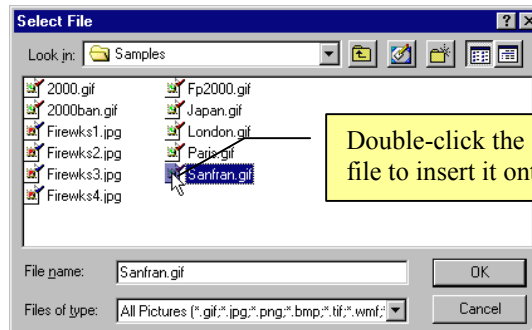 Select File
Look in: Samples
2000.gif
2000ban.gif
Firewks1.jpg
Firewks2.jpg
Firewks3.jpg
Firewks4.jpg
Fp2000.gif
Japan.gif
London.gif
Paris.gif
Sanfran.gif
Double-click the
file to insert it ont
File name: Sanfran.gif
OK
Files of type: All Pictures (*.gif;*.jpg;*.png;*.bmp;*.tif;*.wmf;*
Cancel